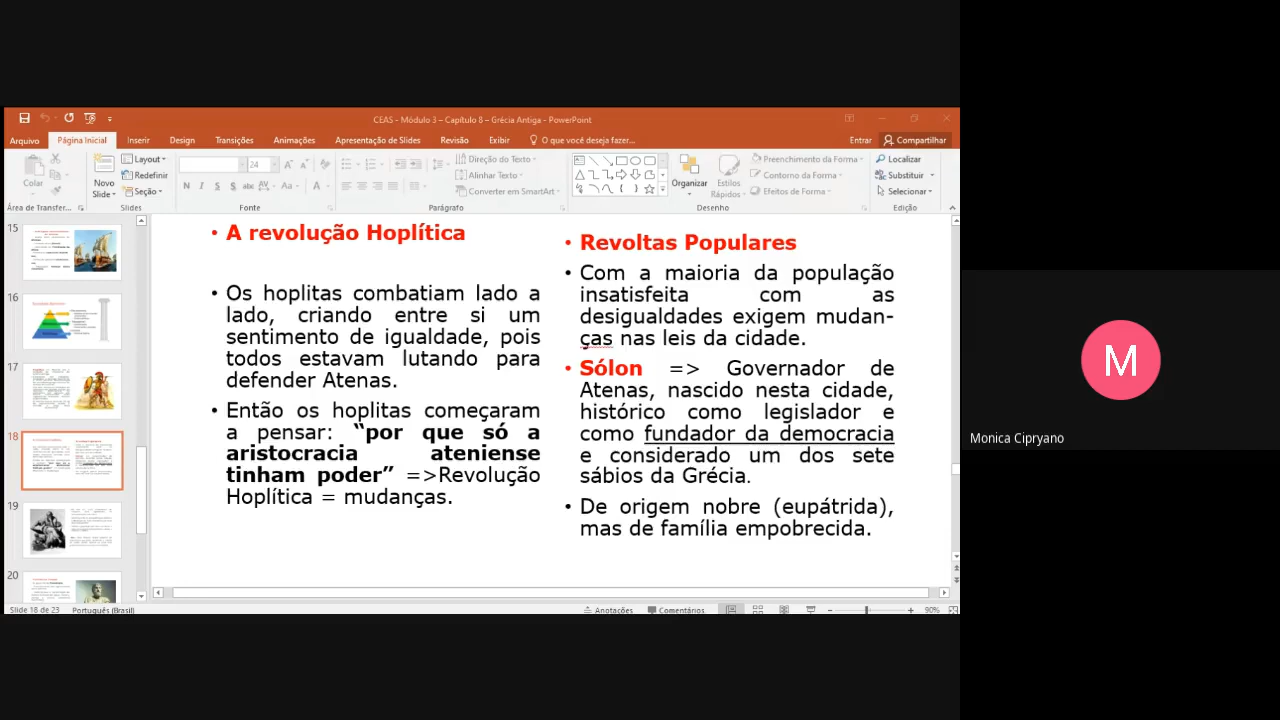 CEAS - Módulo 3 – Capítulo 8 – Grécia Antiga - PowerPoint
Arquivo
Página Inicial
Inserir
Design
Transições
Animações
Apresentação de Slides
Revisão
Exibir
O que você deseja fazer...
Entrar
Compartilhar
Colar
Novo
Slide
Layout
Redefinir
Seção
24
N I S S abc AV Aa A
Direção do Texto
Alinhar Texto
Converter em SmartArt
Organizar
Estilos
Rápidos
Preenchimento da Forma
Contorno da Forma
Efeitos de Forma
Localizar
Substituir
Selecionar
Área de Transfer...
Slides
Fonte
Parágrafo
Desenho
Edição
15
16
17
18
19
20
• A revolução Hoplítica
• Os hoplitas combatiam lado a
lado, criando entre si um
sentimento de igualdade, pois
todos estavam lutando para
defender Atenas.
• Então os hoplitas começaram
a pensar: “por que só a
aristocracia ateniense
tinham poder” =>Revolução
Hoplítica = mudanças.
• Revoltas Populares
• Com a maioria da população
insatisfeita com as
desigualdades exigem mudan-
ças nas leis da cidade.
• Sólon => Governador de
Atenas, nascido nesta cidade,
histórico como legislador e
como fundador da democracia
e considerado um dos sete
sábios da Grécia.
• De origem nobre (eupátrida),
mas de família empobrecida.
Slide 18 de 23
Português (Brasil)
Anotações
Comentários
90%
M
Monica Cipryano